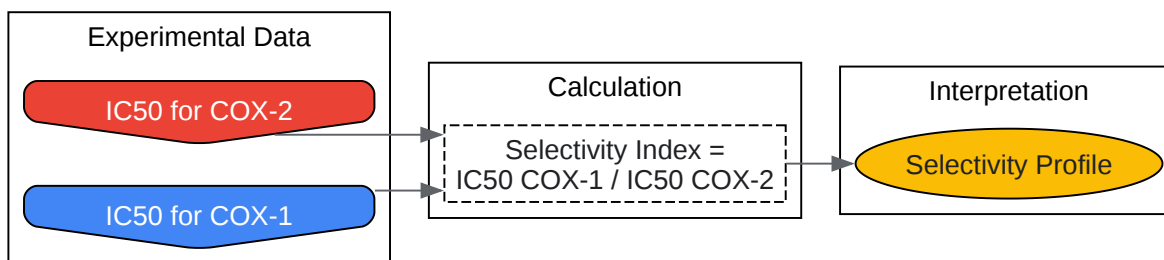 Experimental Data
IC50 for COX-2
IC50 for COX-1
Calculation
Selectivity Index =
IC50 COX-1 / IC50 COX-2
Interpretation
Selectivity Profile